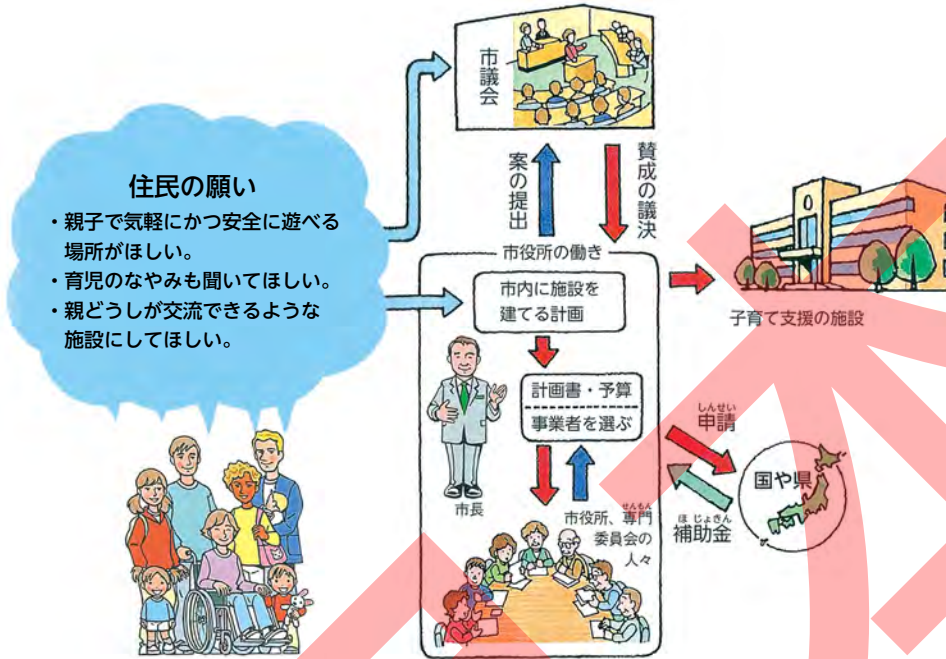 市議会
住民の願い
・親子で気軽にかつ安全に遊べる
場所がほしい。
・育児のなやみも聞いてほしい。
・親どうしが交流できるような
施設にしてほしい。
案の提出
賛成の議決
市役所の働き
市内に施設を
建てる計画
計画書・予算
事業者を選ぶ
市長
せんもん
市役所、専門
委員会の
人々
子育て支援の施設
しんせい
申請
国や県
ほじょきん
補助金